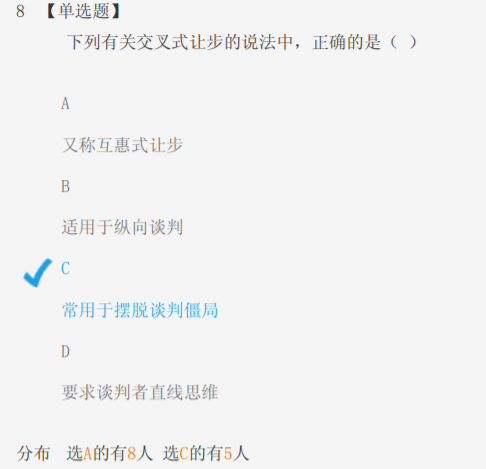 8 【单选题】
下列有关交叉式让步的说法中，正确的是（ ）
A
又称互惠式让步
B
适用于纵向谈判
C
常用于摆脱谈判僵局
D
要求谈判者直线思维
分布 选A的有8人 选C的有5人